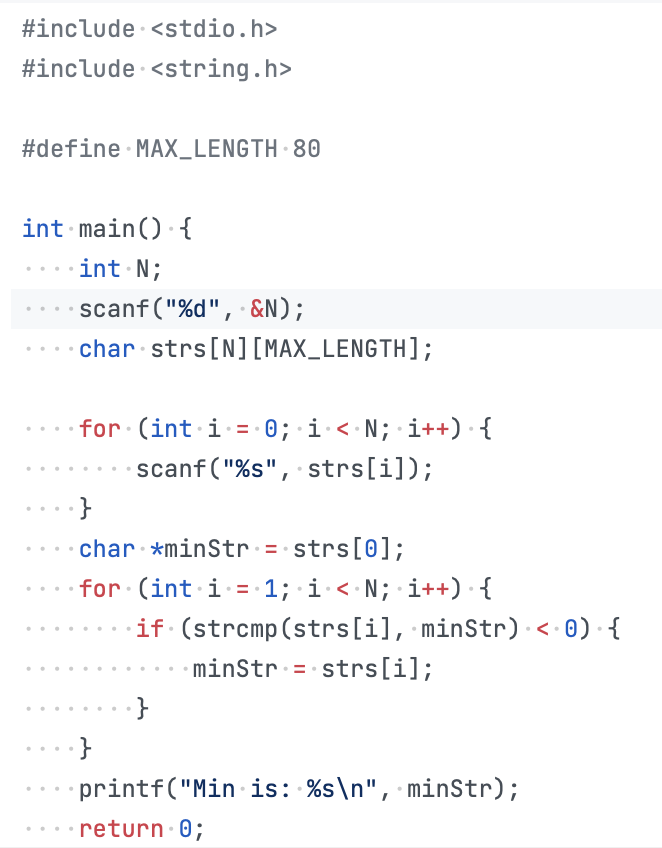 #include <stdio.h>
#include <string.h>

#define MAX_LENGTH 80

int main() {
    int N;
    scanf("%d", &N);
    char strs[N][MAX_LENGTH];

    for (int i = 0; i < N; i++) {
        scanf("%s", strs[i]);
    }
    char *minStr = strs[0];
    for (int i = 1; i < N; i++) {
        if (strcmp(strs[i], minStr) < 0) {
            minStr = strs[i];
        }
    }
    printf("Min is: %s\n", minStr);
    return 0;